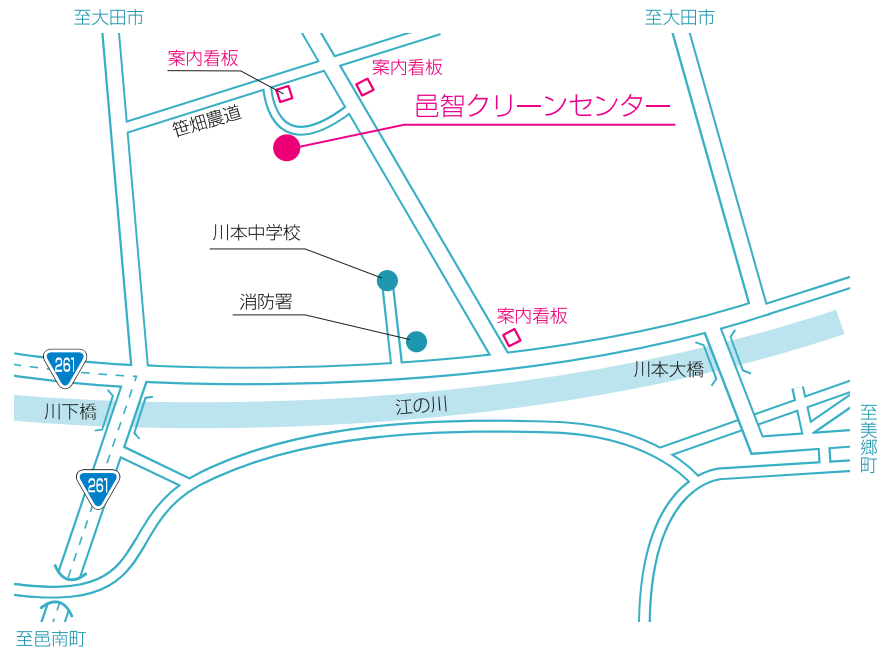 至大田市
至大田市
案内看板
案内看板
邑智クリーンセンター
笹畑農道
川本中学校
消防署
案内看板
261
川本大橋
川下橋
江の川
至美郷町
261
至邑南町